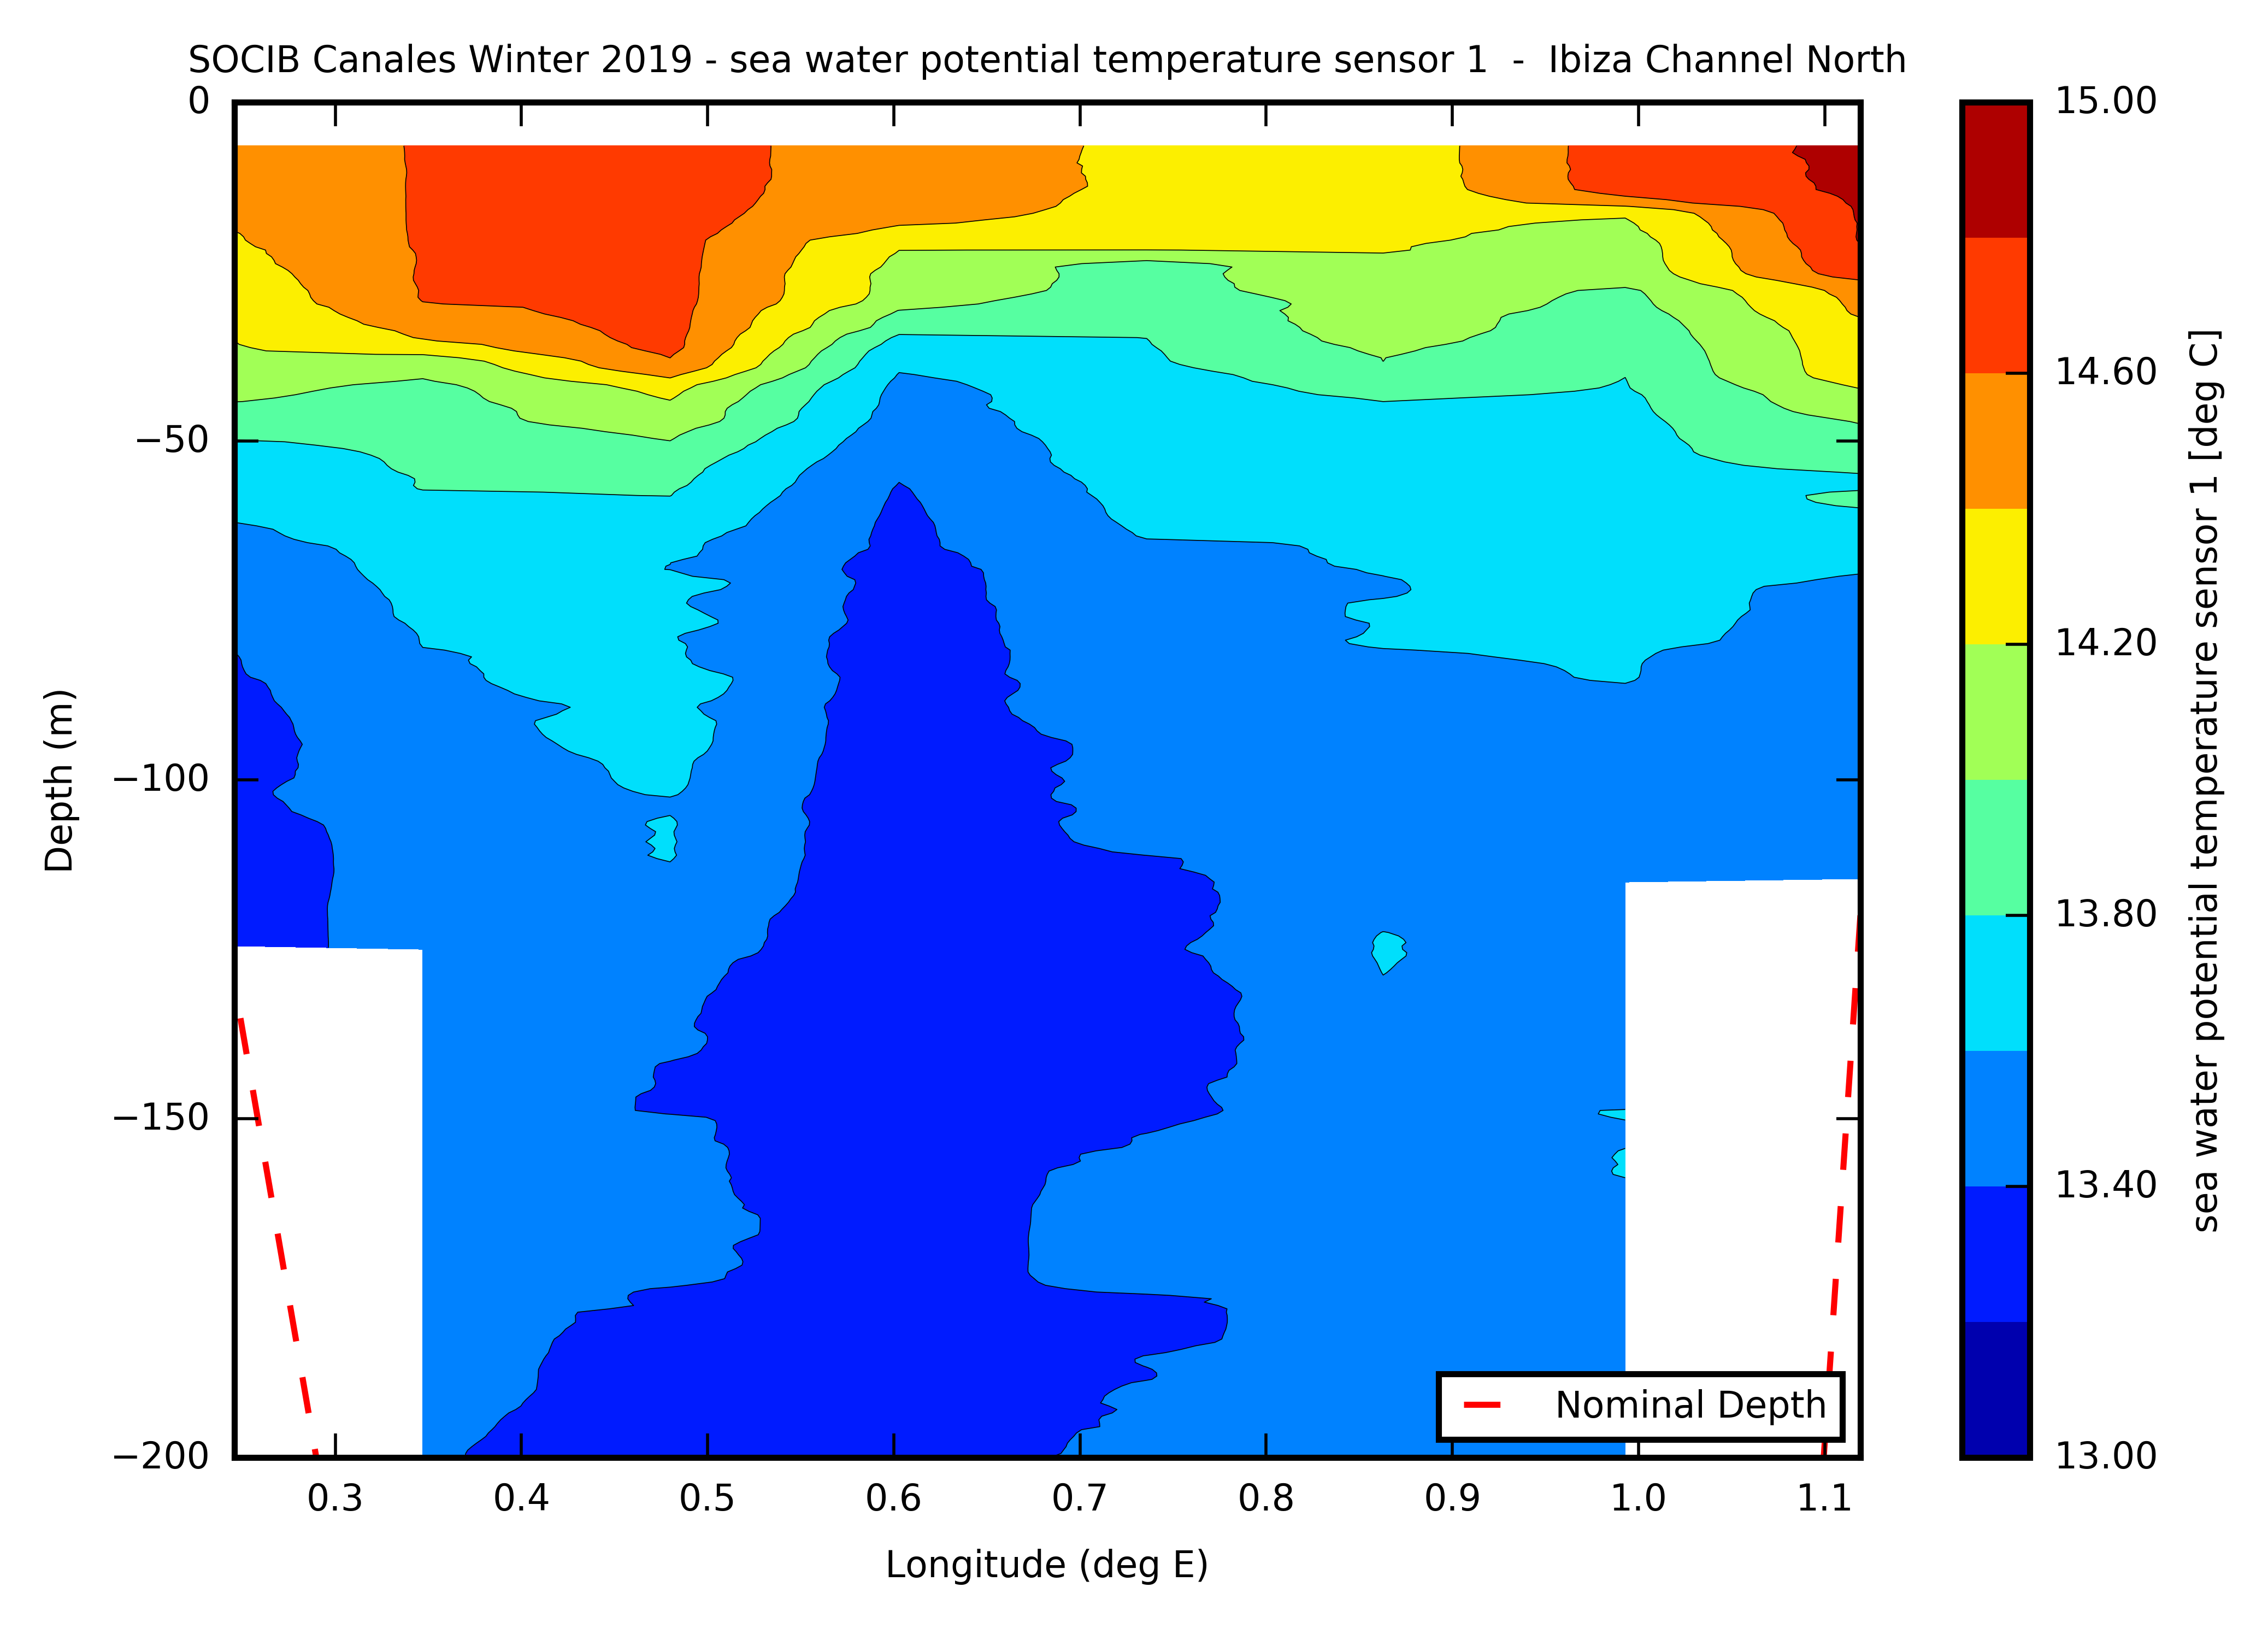 SOCIB Canales Winter 2019 - sea water potential temperature sensor 1  -  Ibiza Channel North
0
−50
−100
−150
−200
Depth (m)
0.3 0.4 0.5 0.6 0.7 0.8 0.9 1.0 1.1
Longitude (deg E)
Nominal Depth
15.00
14.60
14.20
13.80
13.40
13.00
sea water potential temperature sensor 1 [deg C]